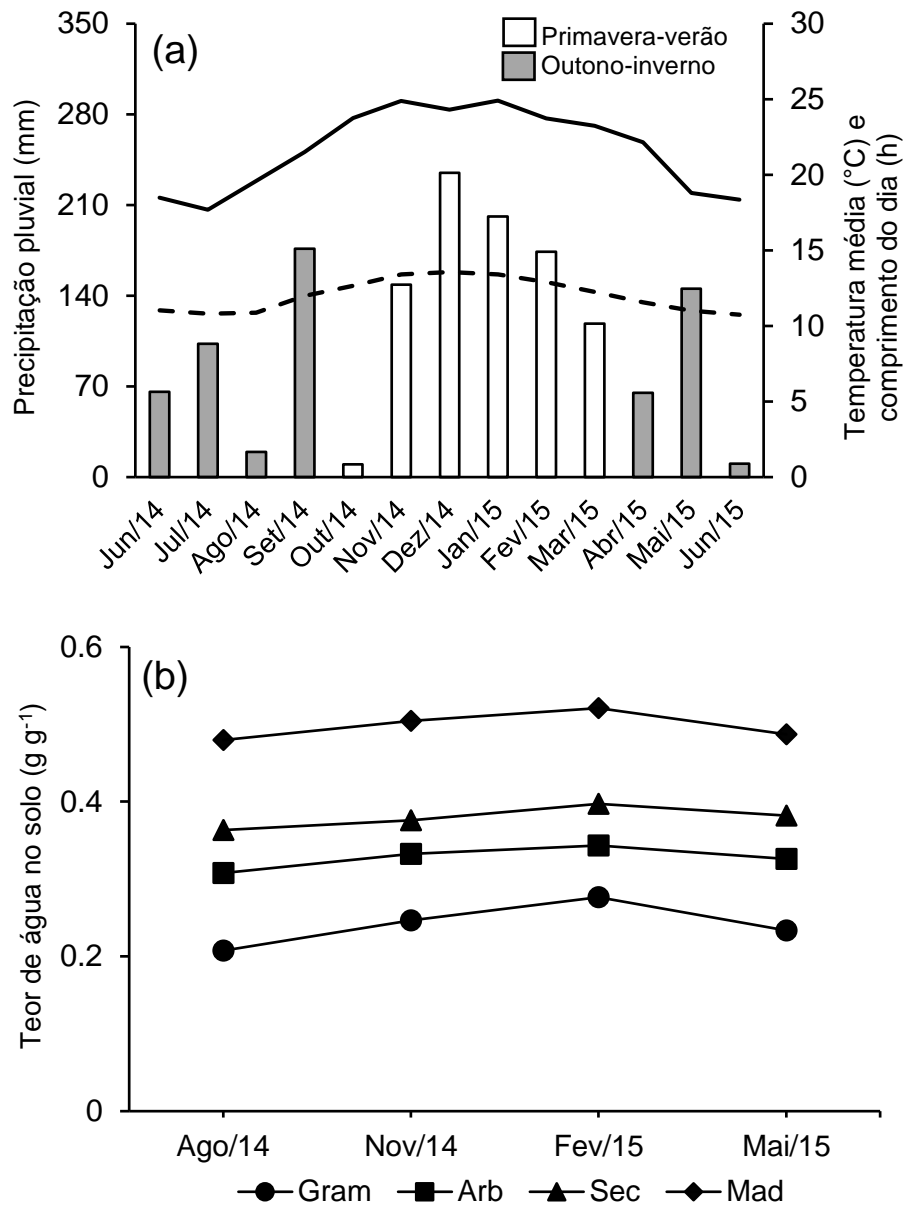 (a)
Primavera-verão
Outono-inverno
Precipitação pluvial (mm)
350
280
210
140
70
0
Temperatura média (°C) e
comprimento do dia (h)
30
25
20
15
10
5
0
Jun/14
Jul/14
Ago/14
Set/14
Out/14
Nov/14
Dez/14
Jan/15
Fev/15
Mar/15
Abr/15
Mai/15
Jun/15
(b)
Teor de água no solo (g g⁻¹)
0.6
0.4
0.2
0
Ago/14
Nov/14
Fev/15
Mai/15
Gram
Arb
Sec
Mad